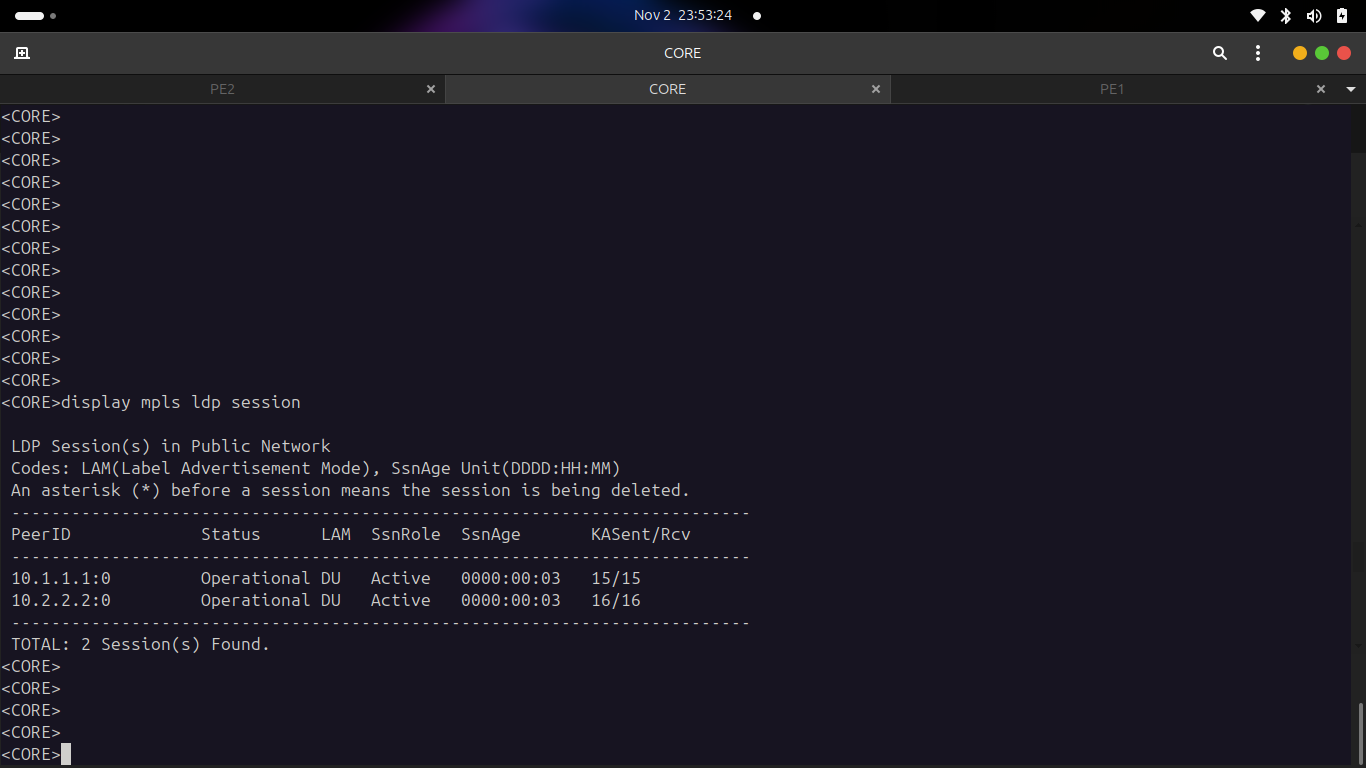 Nov 2 23:53:24
CORE
PE2
CORE
PE1
<CORE>
<CORE>
<CORE>
<CORE>
<CORE>
<CORE>
<CORE>
<CORE>
<CORE>
<CORE>
<CORE>
<CORE>
<CORE>
<CORE>display mpls ldp session
LDP Session(s) in Public Network
Codes: LAM(Label Advertisement Mode), SsnAge Unit(DDDD:HH:MM)
An asterisk (*) before a session means the session is being deleted.
--------------------------------------------------------------------------
PeerID             Status      LAM  SsnRole  SsnAge       KASent/Rcv
--------------------------------------------------------------------------
10.1.1.1:0         Operational DU   Active   0000:00:03   15/15
10.2.2.2:0         Operational DU   Active   0000:00:03   16/16
--------------------------------------------------------------------------
TOTAL: 2 Session(s) Found.
<CORE>
<CORE>
<CORE>
<CORE>
<CORE>